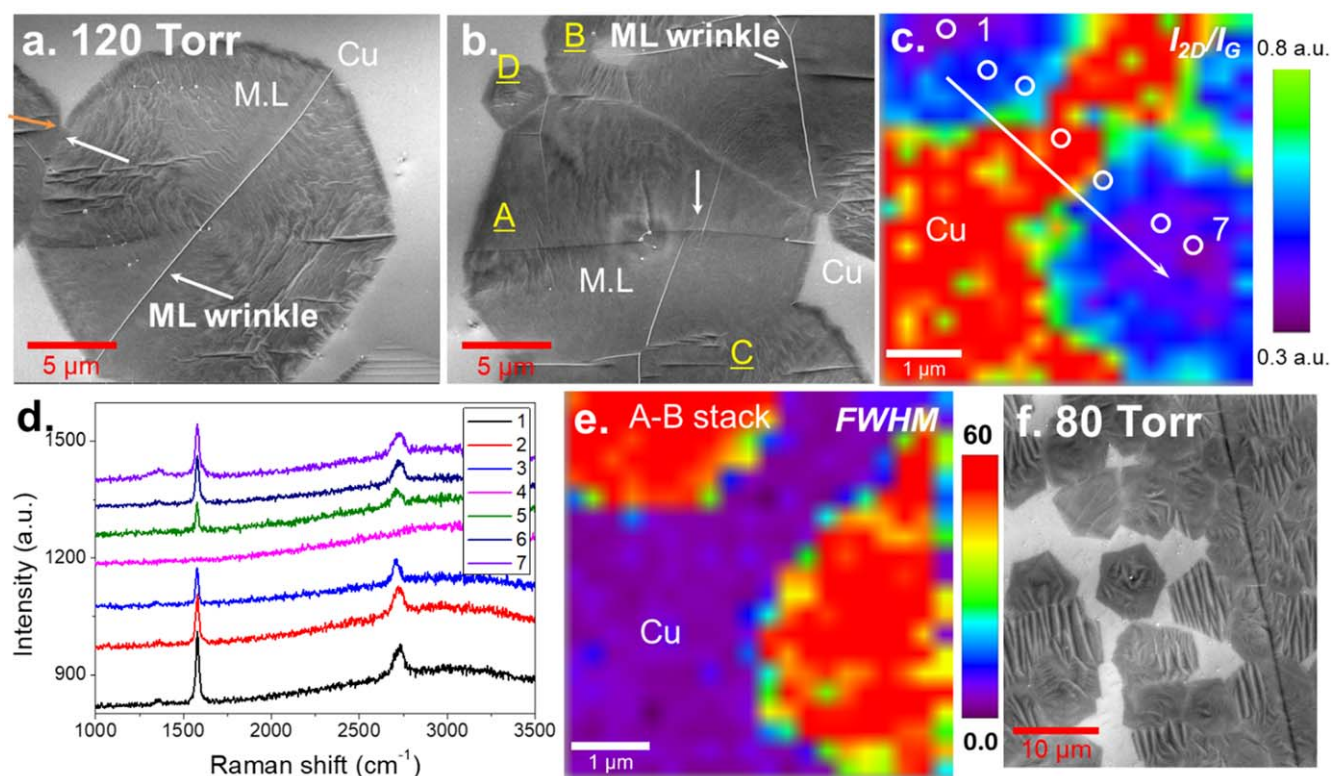 a. 120 Torr
Cu
M.L
ML wrinkle
5 µm
b.
B
ML wrinkle
D
A
M.L
Cu
C
5 µm
c.
1
I2D/IG
7
Cu
1 µm
0.8 a.u.
0.3 a.u.
d.
1500
1200
900
Intensity (a.u.)
1
2
3
4
5
6
7
1000 1500 2000 2500 3000 3500
Raman shift (cm-1)
e.
A-B stack
FWHM
Cu
1 µm
60
0.0
f. 80 Torr
10 µm